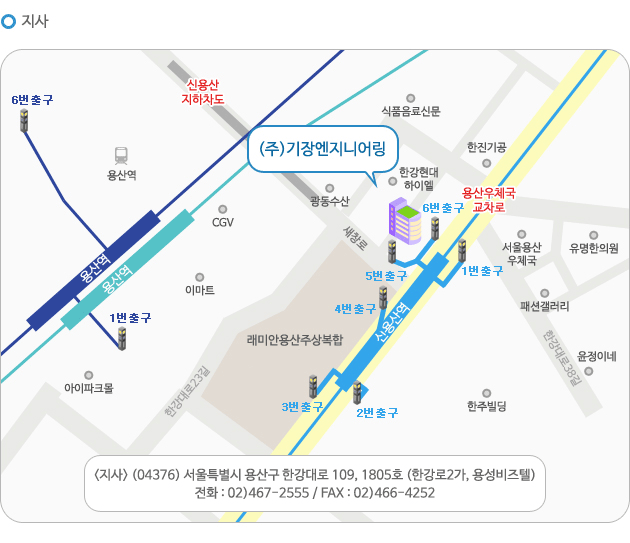 지사
신용산
지하차도
6번 출구
식품음료신문
(주)기장엔지니어링
한진기공
용산역
한강현대
하이엘
광동수산
용산우체국
교차로
6번 출구
CGV
새창로
서울용산
우체국
유명한의원
용산역
용산역
5번 출구
1번 출구
이마트
4번 출구
패션갤러리
1번 출구
신용산역
래미안용산주상복합
한강대로38길
윤정이네
아이파크몰
한강대로23길
3번 출구
2번 출구
한주빌딩
<지사> (04376) 서울특별시 용산구 한강대로 109, 1805호 (한강로2가, 용성비즈텔)
전화 : 02)467-2555 / FAX : 02)466-4252